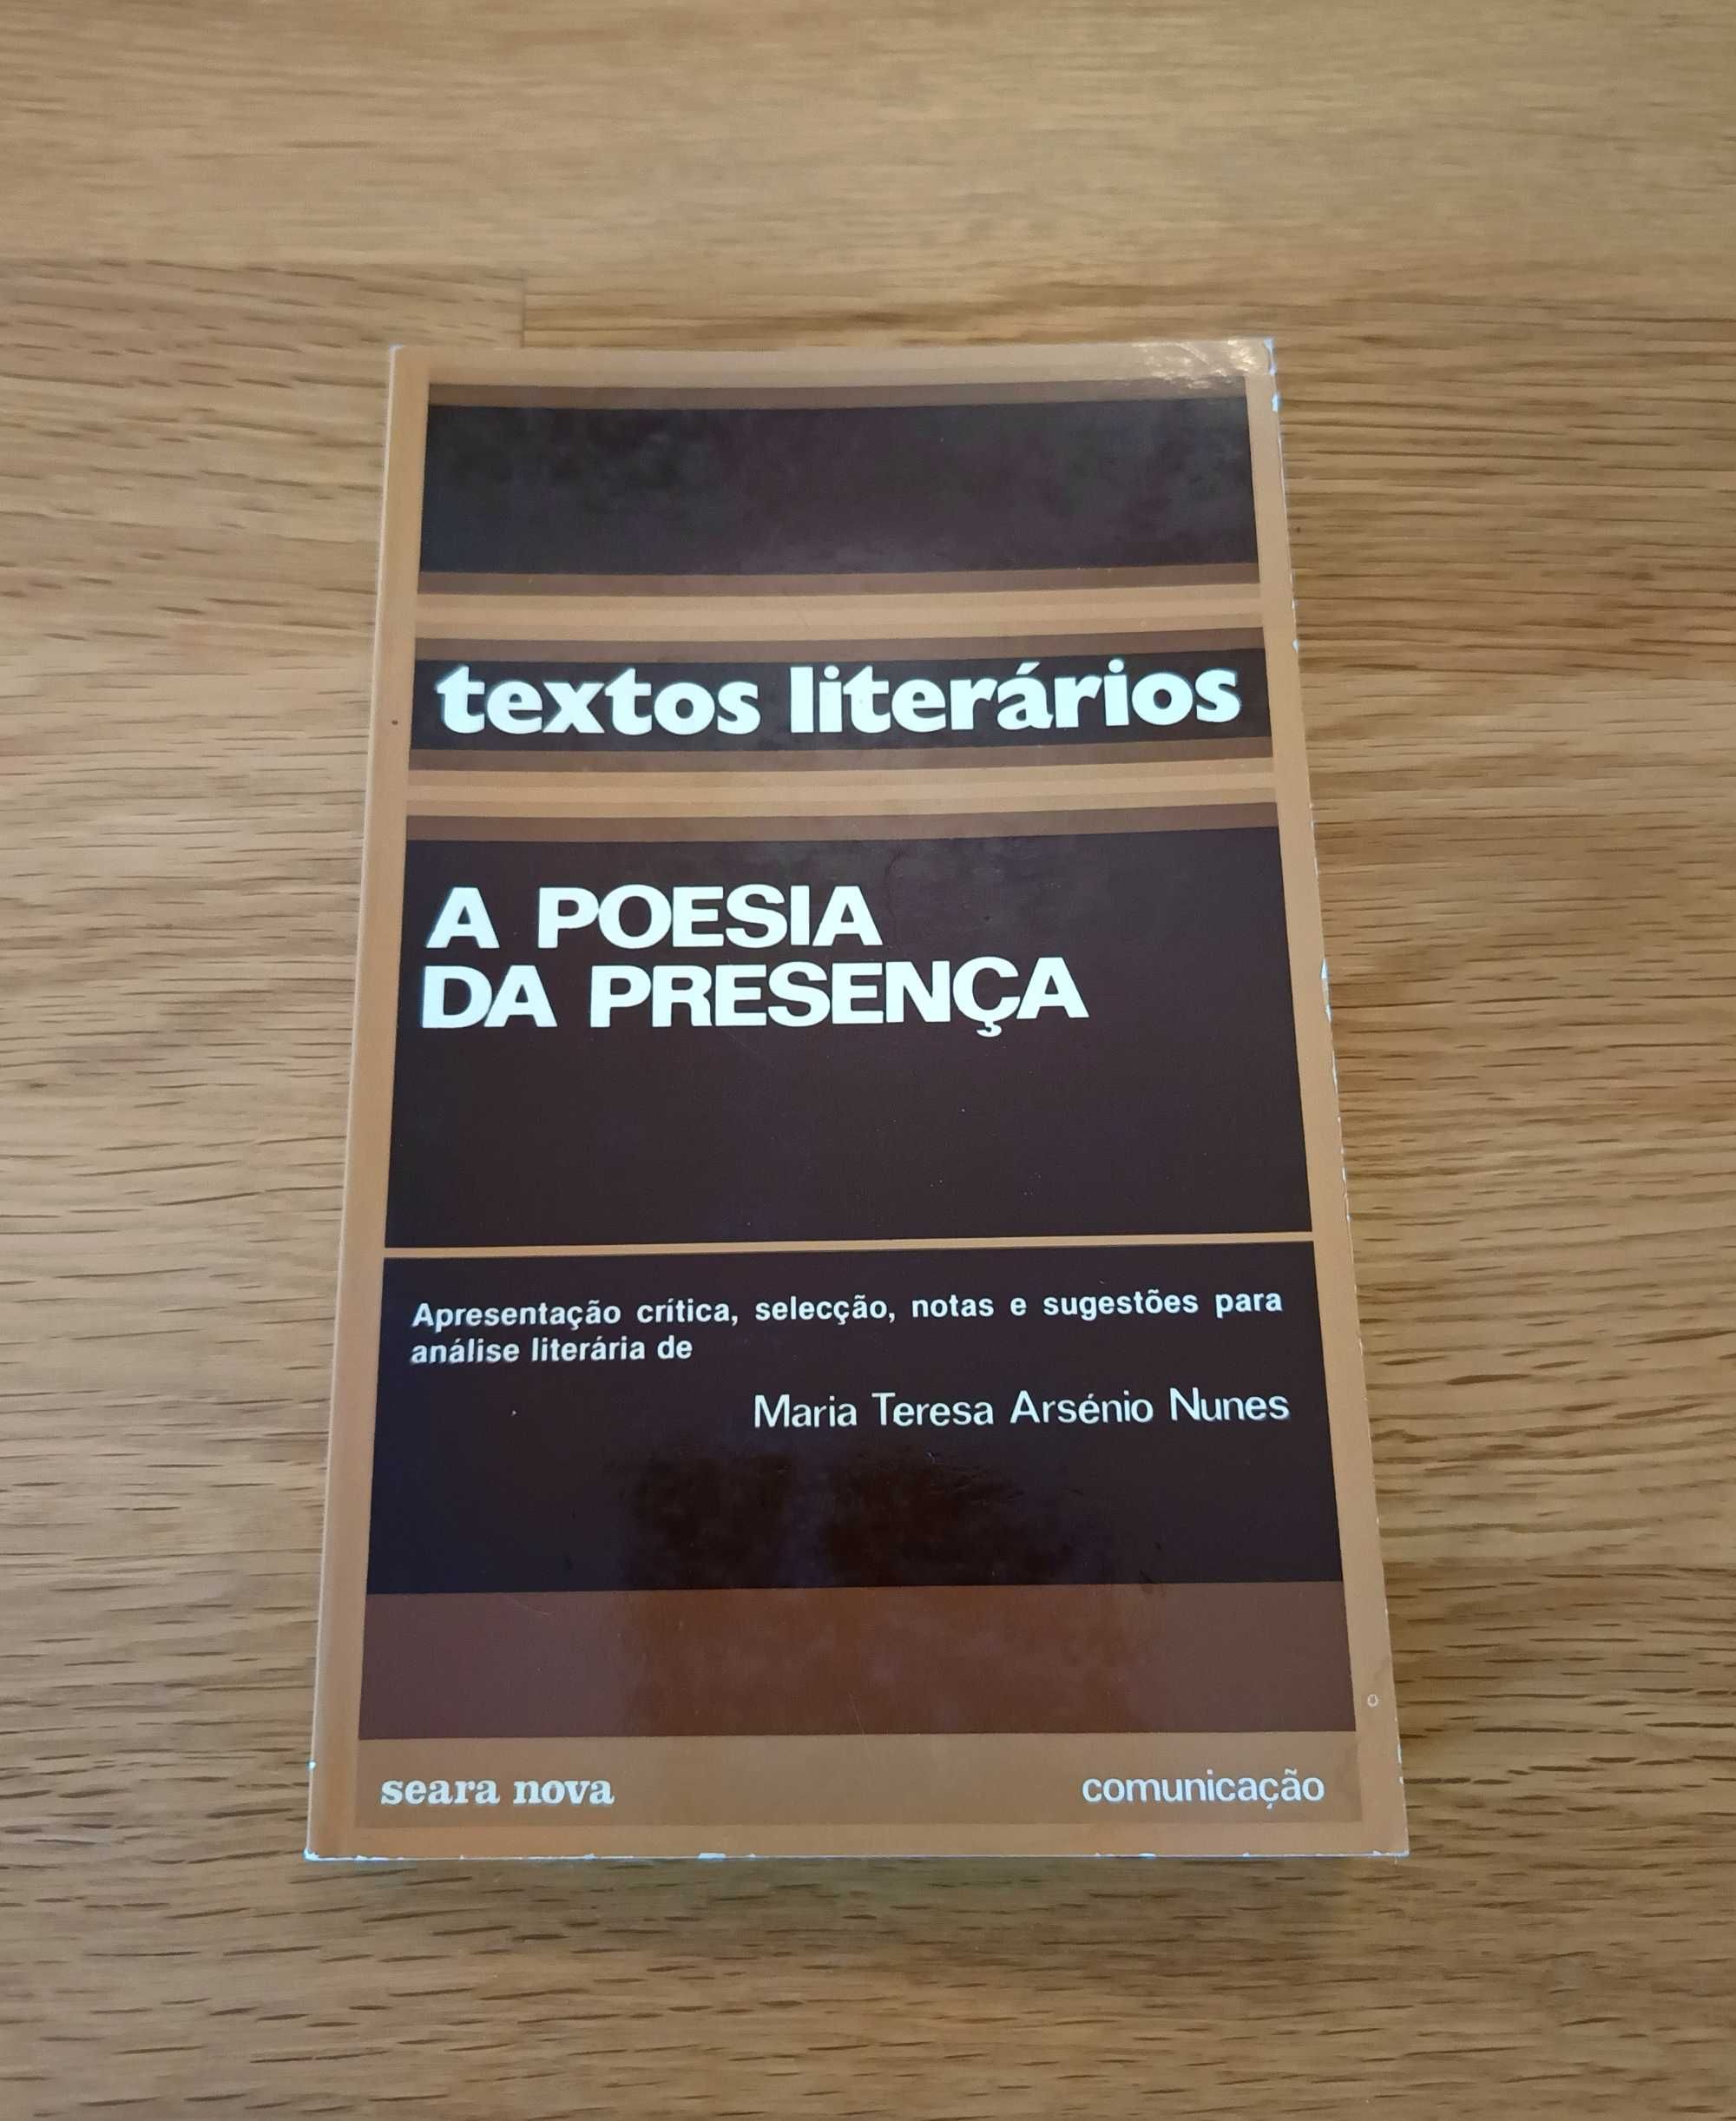 textos literários
A POESIA
DA PRESENÇA
Apresentação crítica, selecção, notas e sugestões para
análise literária de
Maria Teresa Arsénio Nunes
seara nova
comunicação